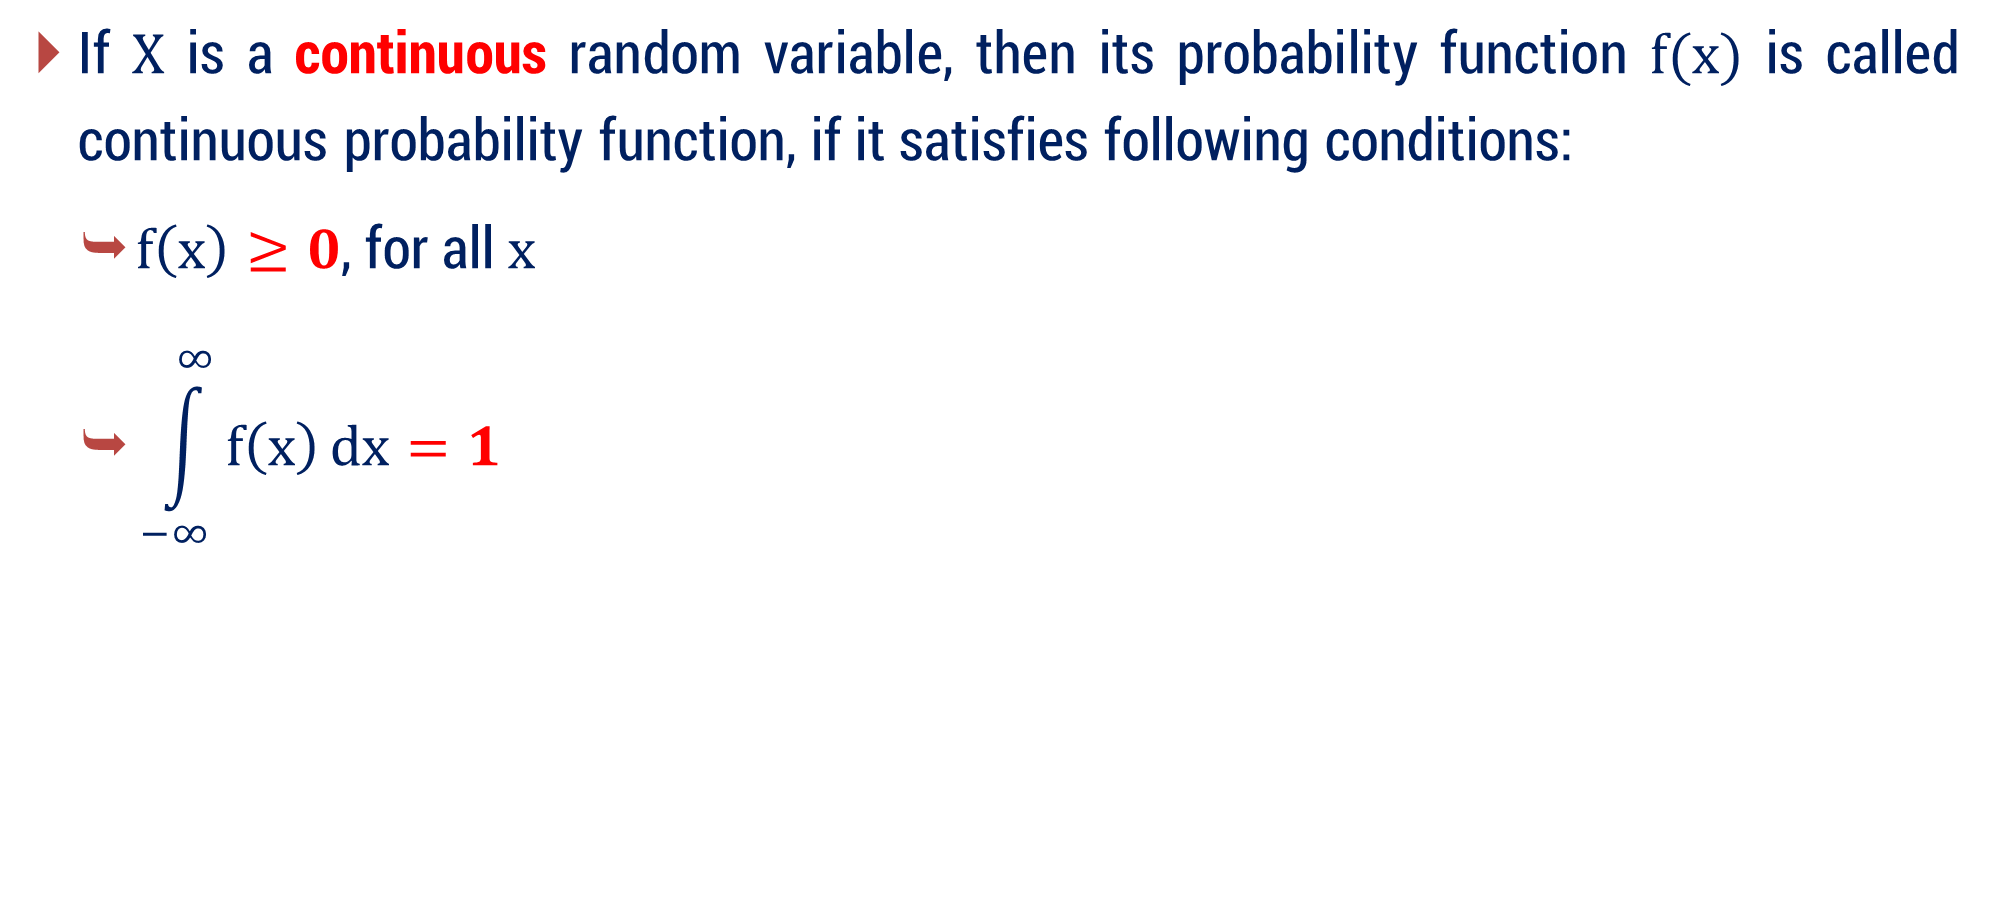 If X is a continuous random variable, then its probability function f(x) is called
continuous probability function, if it satisfies following conditions:
f(x) ≥ 0, for all x
∞
∫ f(x) dx = 1
−∞